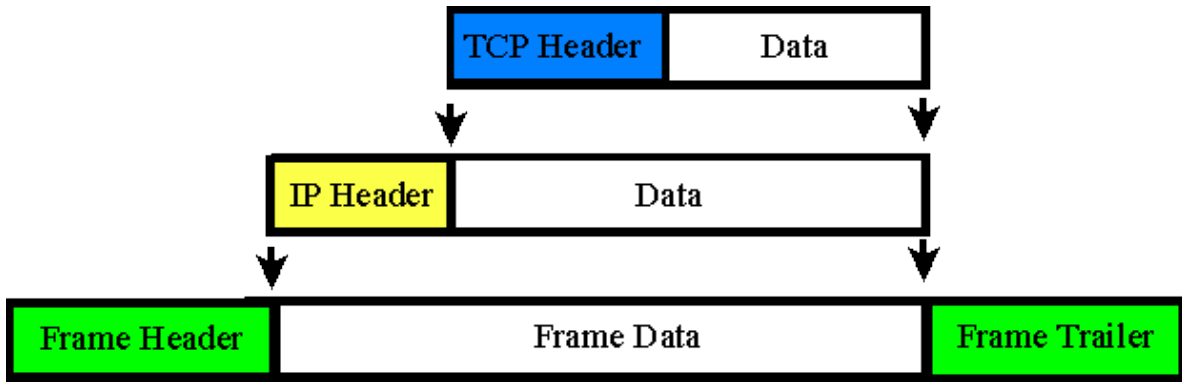 TCP Header Data
IP Header Data
Frame Header Frame Data Frame Trailer